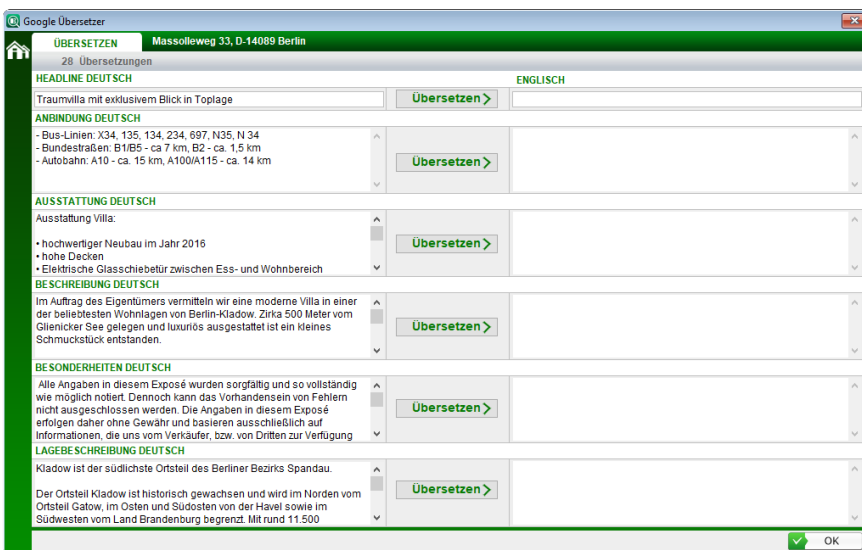 Google Übersetzer
ÜBERSETZEN
Massolleweg 33, D-14089 Berlin
28 Übersetzungen
HEADLINE DEUTSCH
ENGLISCH
Traumvilla mit exklusivem Blick in Toplage
Übersetzen
ANBINDUNG DEUTSCH
- Bus-Linien: X34, 135, 134, 234, 697, N35, N 34
- Bundestraßen: B1/B5 - ca 7 km, B2 - ca. 1,5 km
- Autobahn: A10 - ca. 15 km, A100/A115 - ca. 14 km
Übersetzen
AUSSTATTUNG DEUTSCH
Ausstattung Villa:
• hochwertiger Neubau im Jahr 2016
• hohe Decken
• Elektrische Glasschiebetür zwischen Ess- und Wohnbereich
Übersetzen
BESCHREIBUNG DEUTSCH
Im Auftrag des Eigentümers vermitteln wir eine moderne Villa in einer
der beliebtesten Wohnlagen von Berlin-Kladow. Zirka 500 Meter vom
Glienicker See gelegen und luxuriös ausgestattet ist ein kleines
Schmuckstück entstanden.
Übersetzen
BESONDERHEITEN DEUTSCH
Alle Angaben in diesem Exposé wurden sorgfältig und so vollständig
wie möglich notiert. Dennoch kann das Vorhandensein von Fehlern
nicht ausgeschlossen werden. Die Angaben in diesem Exposé
erfolgen daher ohne Gewähr und basieren ausschließlich auf
Informationen, die uns vom Verkäufer, bzw. von Dritten zur Verfügung
Übersetzen
LAGEBESCHREIBUNG DEUTSCH
Kladow ist der südlichste Ortsteil des Berliner Bezirks Spandau.
Der Ortsteil Kladow ist historisch gewachsen und wird im Norden vom
Ortsteil Gatow, im Osten und Südosten von der Havel sowie im
Südwesten vom Land Brandenburg begrenzt. Mit rund 11.500
Übersetzen
OK